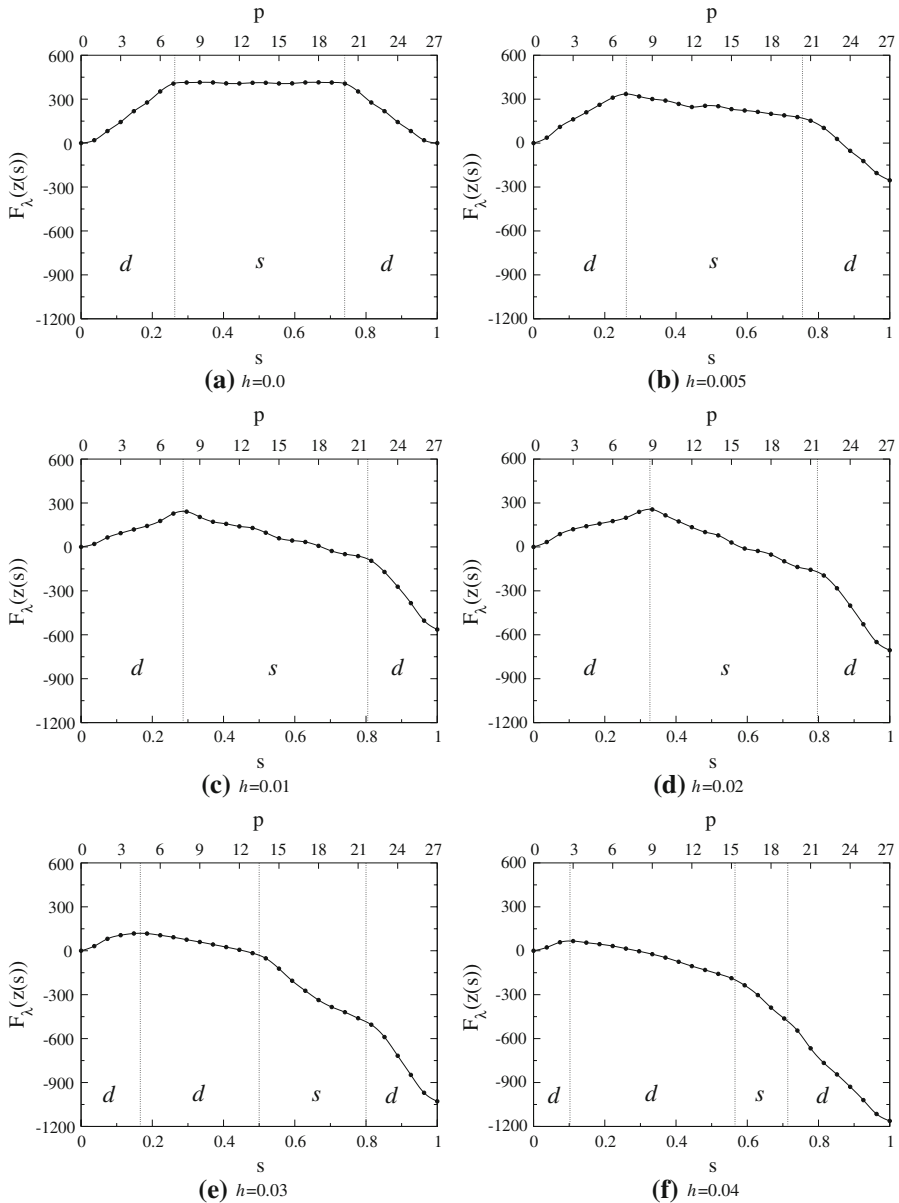 p p
0 3 6 9 12 15 18 21 24 27 0 3 6 9 12 15 18 21 24 27
600 600
300 300
0 0
-300 -300
-600 -600
-900 -900
-1200 -1200
F_λ(z(s)) F_λ(z(s))
d s d d s d
0 0.2 0.4 0.6 0.8 1 0 0.2 0.4 0.6 0.8 1
s s
(a) h=0.0 (b) h=0.005
p p
0 3 6 9 12 15 18 21 24 27 0 3 6 9 12 15 18 21 24 27
600 600
300 300
0 0
-300 -300
-600 -600
-900 -900
-1200 -1200
F_λ(z(s)) F_λ(z(s))
d s d d s d
0 0.2 0.4 0.6 0.8 1 0 0.2 0.4 0.6 0.8 1
s s
(c) h=0.01 (d) h=0.02
p p
0 3 6 9 12 15 18 21 24 27 0 3 6 9 12 15 18 21 24 27
600 600
300 300
0 0
-300 -300
-600 -600
-900 -900
-1200 -1200
F_λ(z(s)) F_λ(z(s))
d d s d d d s d
0 0.2 0.4 0.6 0.8 1 0 0.2 0.4 0.6 0.8 1
s s
(e) h=0.03 (f) h=0.04